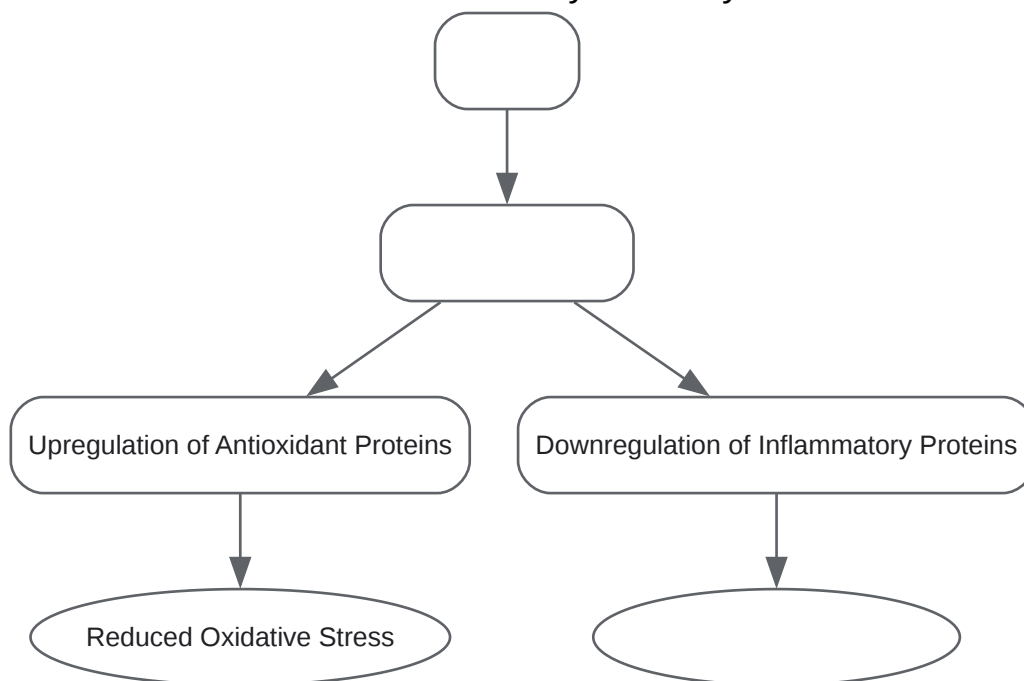 Upregulation of Antioxidant Proteins
Downregulation of Inflammatory Proteins
Reduced Oxidative Stress